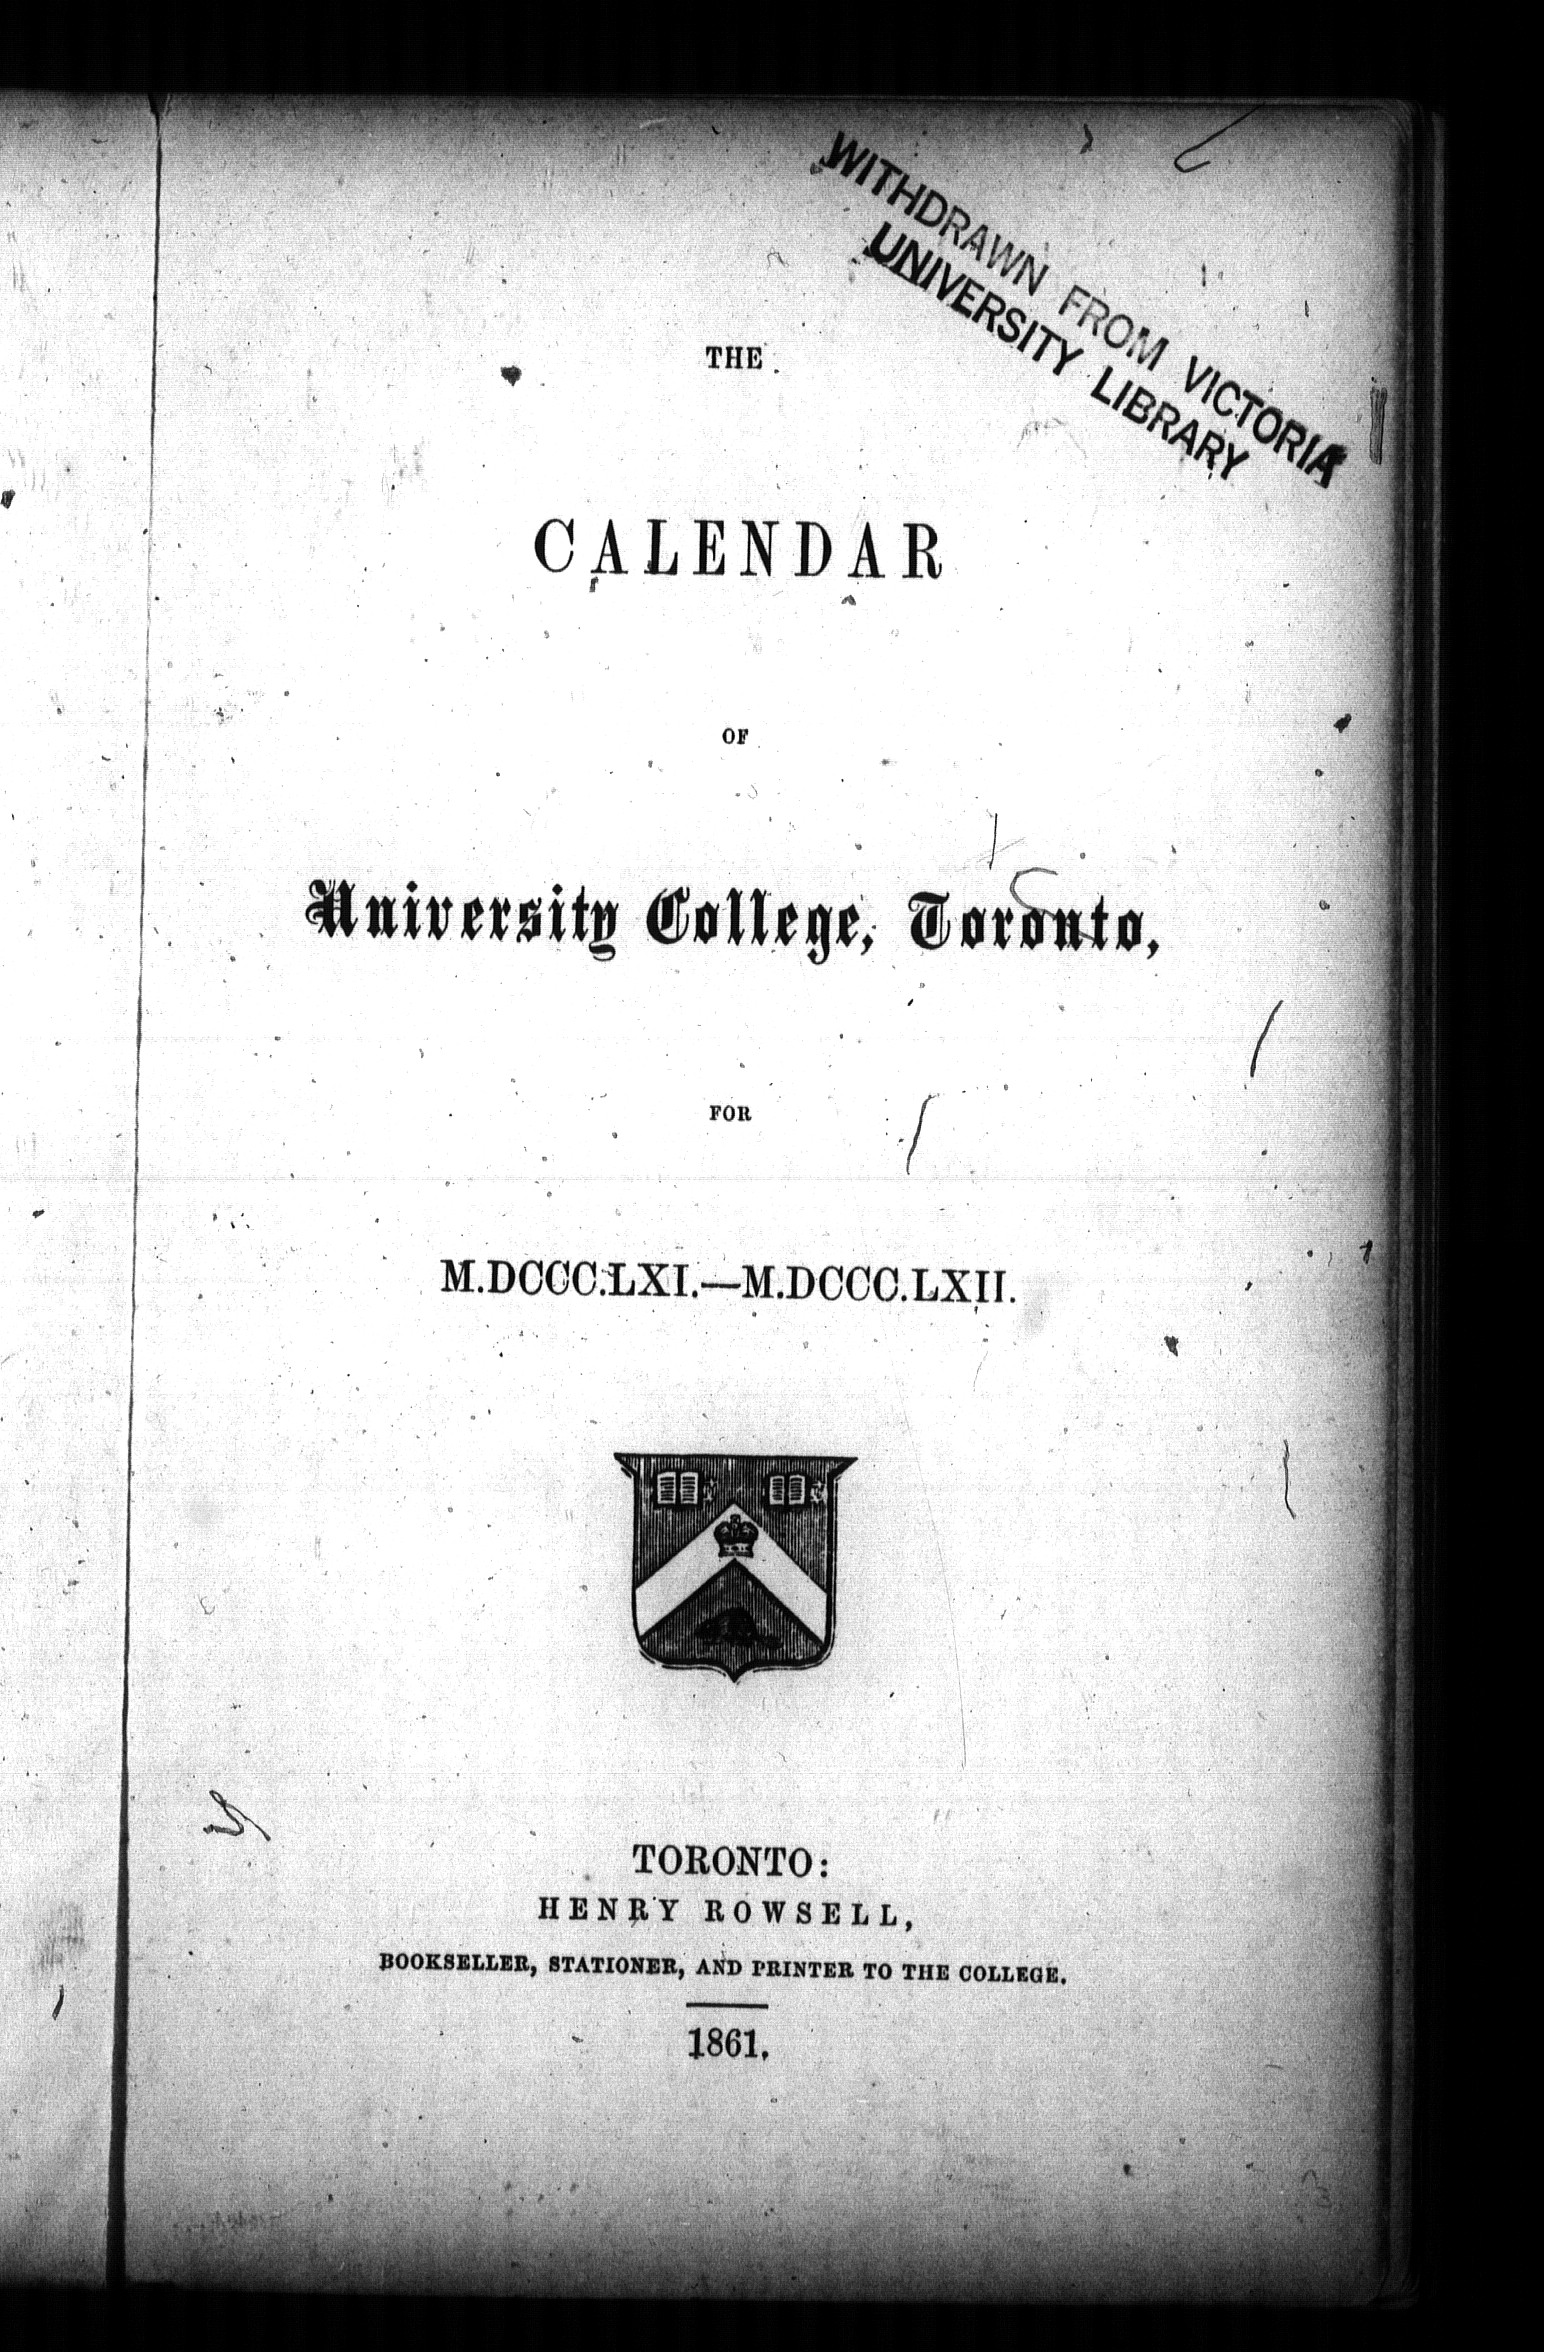 WITHDRAWN FROM VICTORIA
UNIVERSITY LIBRARY
THE
CALENDAR
OF
University College, Toronto,
FOR
M.DCCC.LXI.—M.DCCC.LXII.
TORONTO:
HENRY ROWSELL,
BOOKSELLER, STATIONER, AND PRINTER TO THE COLLEGE.
1861.